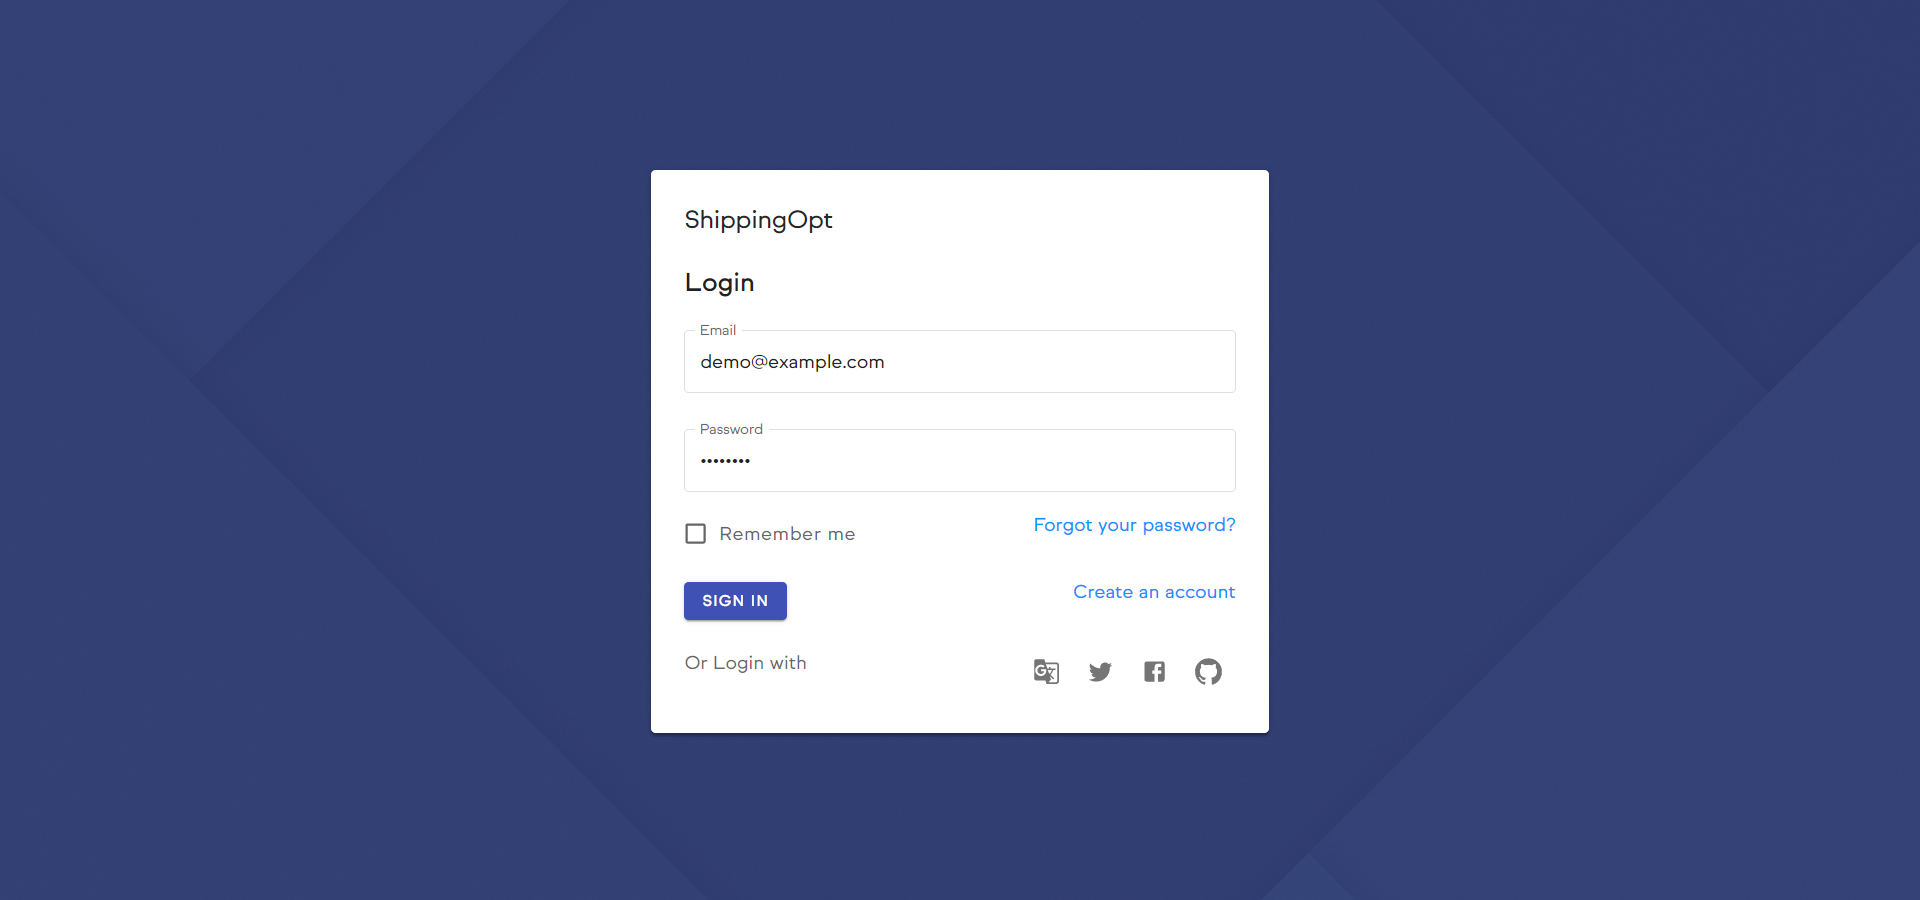 ShippingOpt
Login
Email
demo@example.com
Password
••••••••
Remember me
Forgot your password?
SIGN IN
Create an account
Or Login with